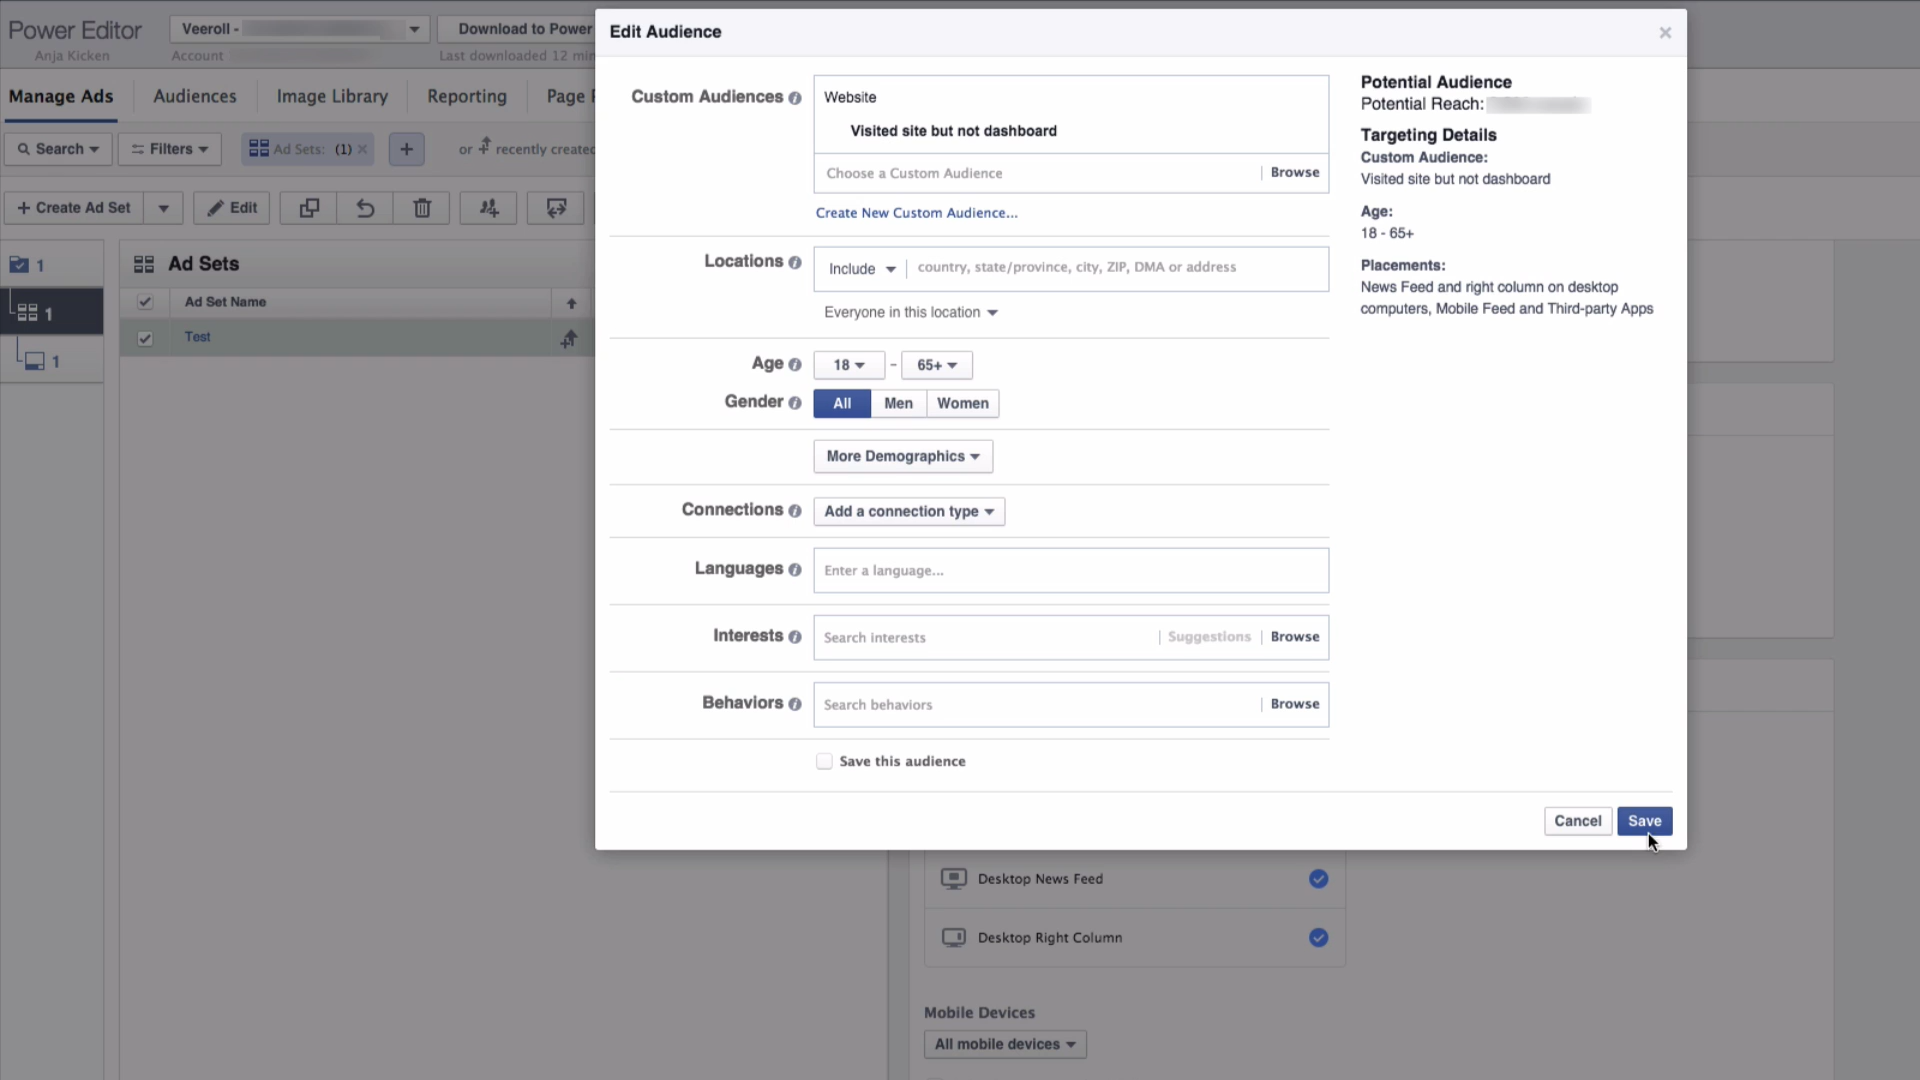 Power Editor
Anja Kicken
Veeroll -
Account
Download to Power
Last downloaded 12 min
Manage Ads
Audiences
Image Library
Reporting
Page
Search
Filters
Ad Sets: (1)
+
or recently created
+ Create Ad Set
Edit
1
1
1
Ad Sets
Ad Set Name
Test
Edit Audience
Custom Audiences
Website
Visited site but not dashboard
Choose a Custom Audience
Browse
Create New Custom Audience...
Locations
Include
country, state/province, city, ZIP, DMA or address
Everyone in this location
Age
18 - 65+
Gender
All Men Women
More Demographics
Connections
Add a connection type
Languages
Enter a language...
Interests
Search interests
Suggestions
Browse
Behaviors
Search behaviors
Browse
Save this audience
Cancel
Save
Potential Audience
Potential Reach:
Targeting Details
Custom Audience:
Visited site but not dashboard
Age:
18 - 65+
Placements:
News Feed and right column on desktop
computers, Mobile Feed and Third-party Apps
Desktop News Feed
Desktop Right Column
Mobile Devices
All mobile devices